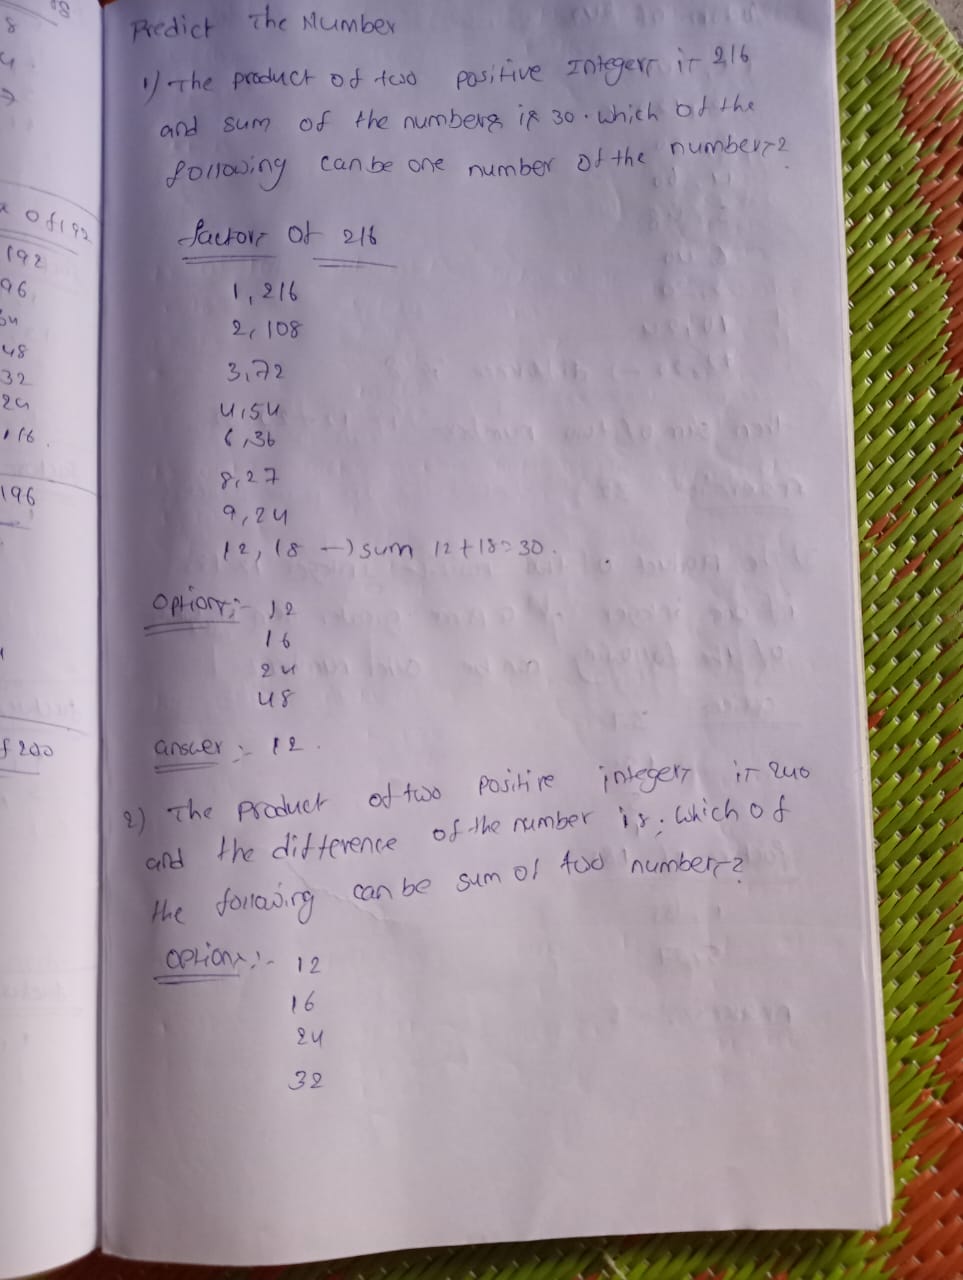 8
18
x of 192
192
96
48
32
24
, 16.
196
f 200
Predict The Number
1) The product of two positive Integers is 216
and sum of the numbers is 30. which of the
following can be one number of the numbers?
factors of 216
1, 216
2, 108
3, 72
4, 54
6, 36
8, 27
9, 24
12, 18 → sum 12+18=30.
options:- 12
16
24
48
answer :- 12.
2) The product of two positive integers is 240
and the difference of the number is 8. which of
the following can be sum of two numbers?
options:- 12
16
24
32